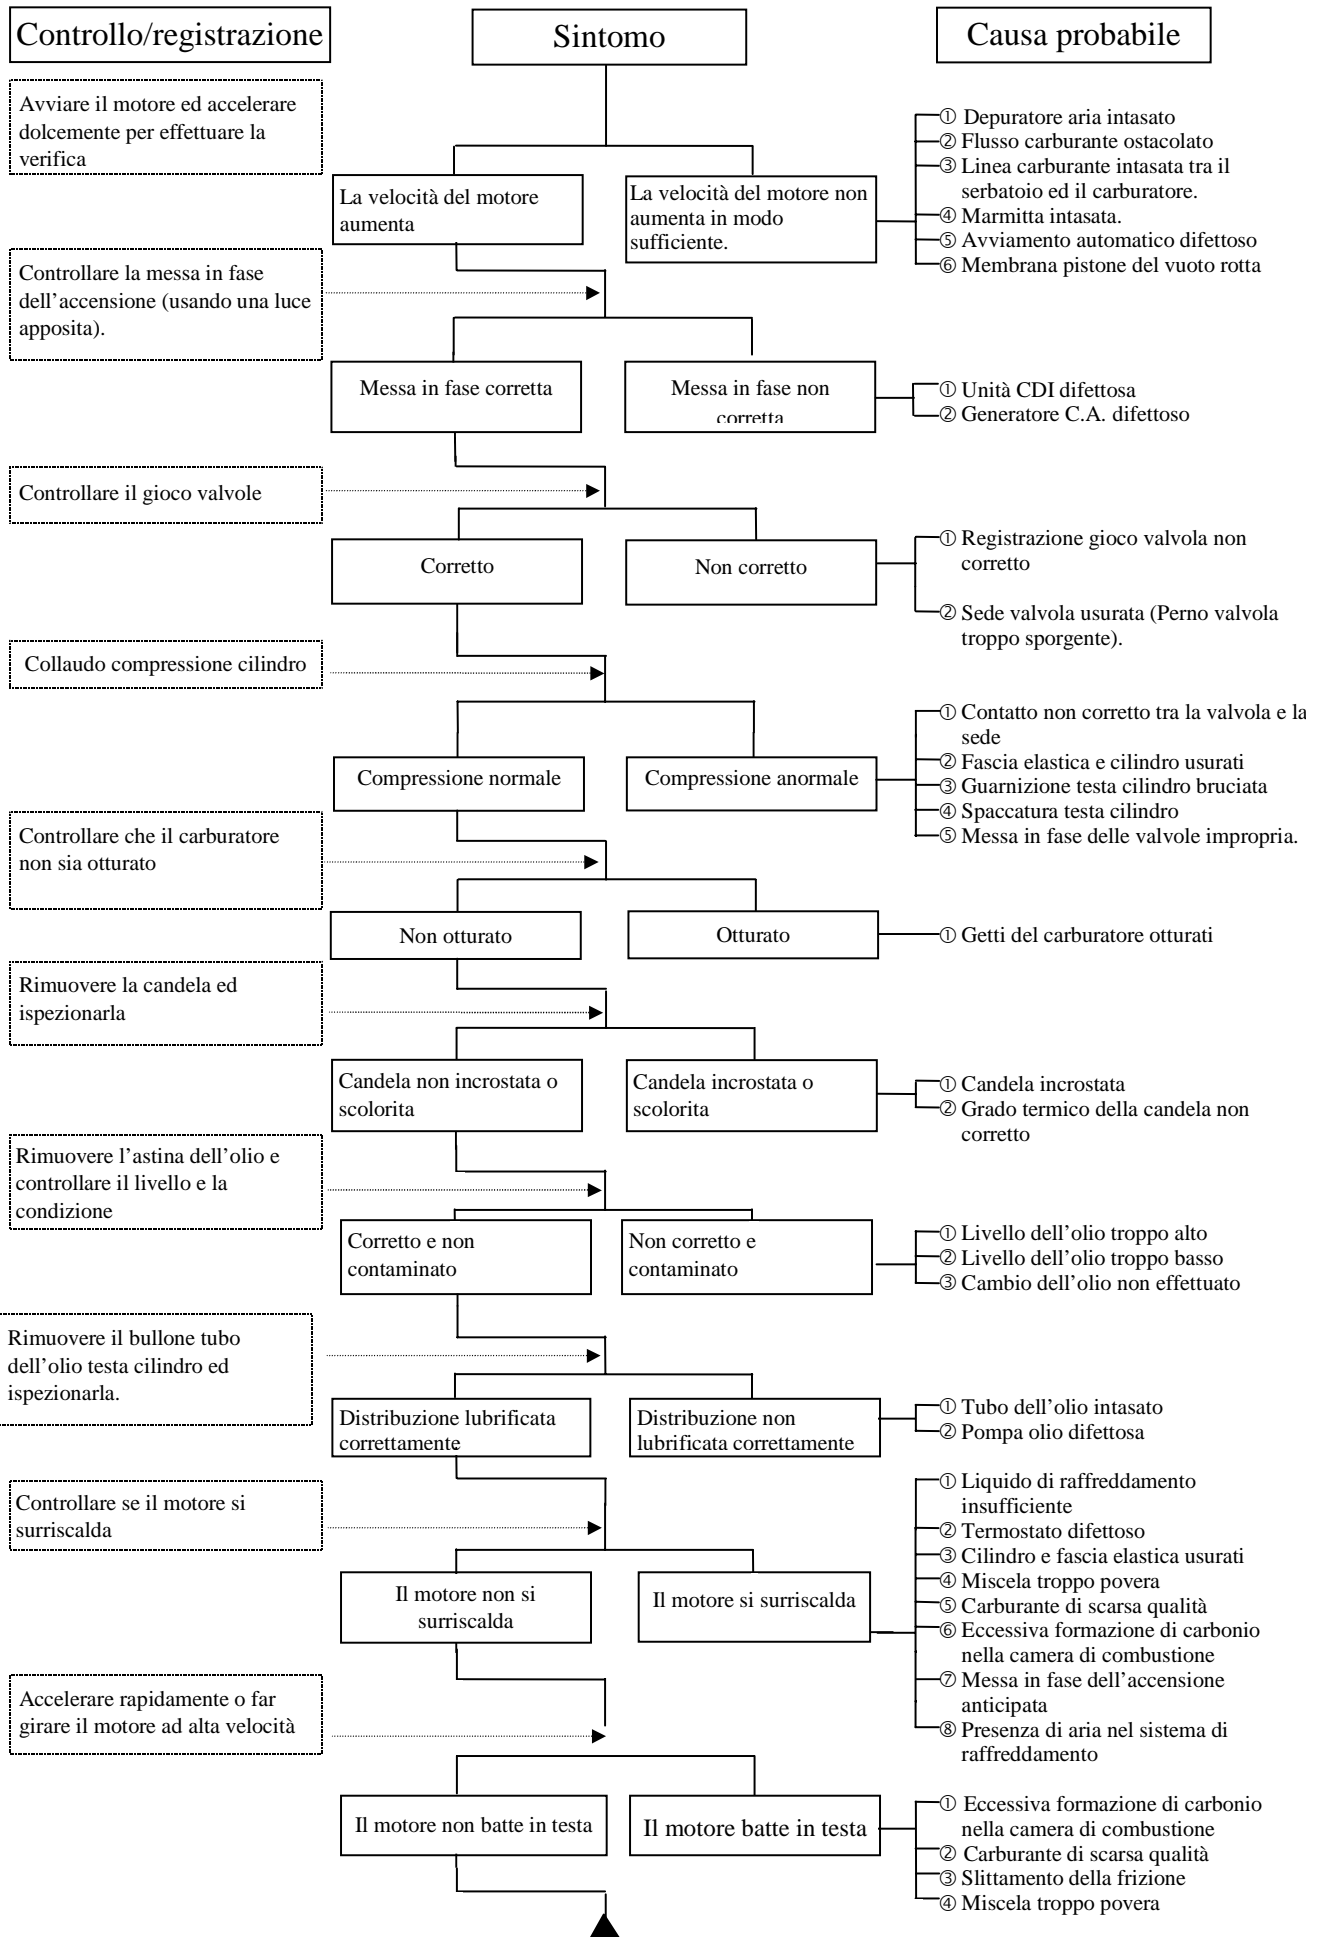 Controllo/registrazione
Sintomo
Causa probabile
Avviare il motore ed accelerare
dolcemente per effettuare la
verifica
La velocità del motore
aumenta
La velocità del motore non
aumenta in modo
sufficiente.
① Depuratore aria intasato
② Flusso carburante ostacolato
③ Linea carburante intasata tra il
serbatoio ed il carburatore.
④ Marmitta intasata.
⑤ Avviamento automatico difettoso
⑥ Membrana pistone del vuoto rotta
Controllare la messa in fase
dell’accensione (usando una luce
apposita).
Messa in fase corretta
Messa in fase non
corretta
① Unità CDI difettosa
② Generatore C.A. difettoso
Controllare il gioco valvole
Corretto
Non corretto
① Registrazione gioco valvola non
corretto
② Sede valvola usurata (Perno valvola
troppo sporgente).
Collaudo compressione cilindro
Compressione normale
Compressione anormale
① Contatto non corretto tra la valvola e la
sede
② Fascia elastica e cilindro usurati
③ Guarnizione testa cilindro bruciata
④ Spaccatura testa cilindro
⑤ Messa in fase delle valvole impropria.
Controllare che il carburatore
non sia otturato
Non otturato
Otturato
① Getti del carburatore otturati
Rimuovere la candela ed
ispezionarla
Candela non incrostata o
scolorita
Candela incrostata o
scolorita
① Candela incrostata
② Grado termico della candela non
corretto
Rimuovere l’astina dell’olio e
controllare il livello e la
condizione
Corretto e non
contaminato
Non corretto e
contaminato
① Livello dell’olio troppo alto
② Livello dell’olio troppo basso
③ Cambio dell’olio non effettuato
Rimuovere il bullone tubo
dell’olio testa cilindro ed
ispezionarla.
Distribuzione lubrificata
correttamente
Distribuzione non
lubrificata correttamente
① Tubo dell’olio intasato
② Pompa olio difettosa
Controllare se il motore si
surriscalda
Il motore non si
surriscalda
Il motore si surriscalda
① Liquido di raffreddamento
insufficiente
② Termostato difettoso
③ Cilindro e fascia elastica usurati
④ Miscela troppo povera
⑤ Carburante di scarsa qualità
⑥ Eccessiva formazione di carbonio
nella camera di combustione
⑦ Messa in fase dell’accensione
anticipata
⑧ Presenza di aria nel sistema di
raffreddamento
Accelerare rapidamente o far
girare il motore ad alta velocità
Il motore non batte in testa
Il motore batte in testa
① Eccessiva formazione di carbonio
nella camera di combustione
② Carburante di scarsa qualità
③ Slittamento della frizione
④ Miscela troppo povera